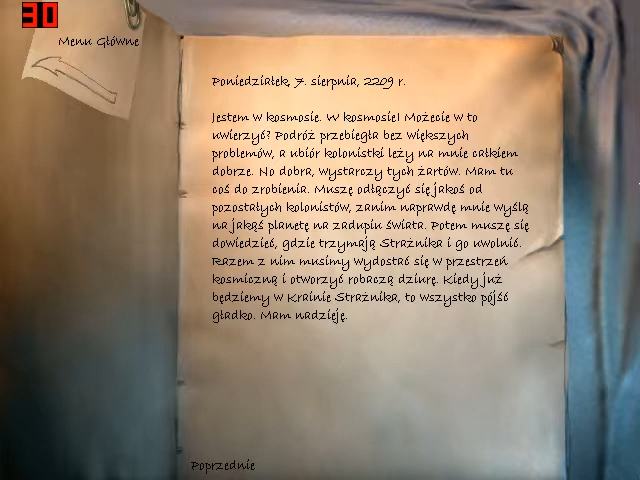 30
Menu Główne
Poniedziałek, 7. sierpnia, 2209 r.
Jestem w kosmosie. W kosmosie! Możecie w to
uwierzyć? Podróż przebiegła bez większych
problemów, a ubiór kolonistki leży na mnie całkiem
dobrze. No dobra, wystarczy tych żartów. Mam tu
coś do zrobienia. Muszę odłączyć się jakoś od
pozostałych kolonistów, zanim naprawdę mnie wyślą
na jakąś planetę na zadupiu świata. Potem muszę się
dowiedzieć, gdzie trzymają Strażnika i go uwolnić.
Razem z nim musimy wydostać się w przestrzeń
kosmiczną i otworzyć robaczą dziurę. Kiedy już
będziemy w Krainie Strażnika, to wszystko pójść
gładko. Mam nadzieję.
Poprzednie